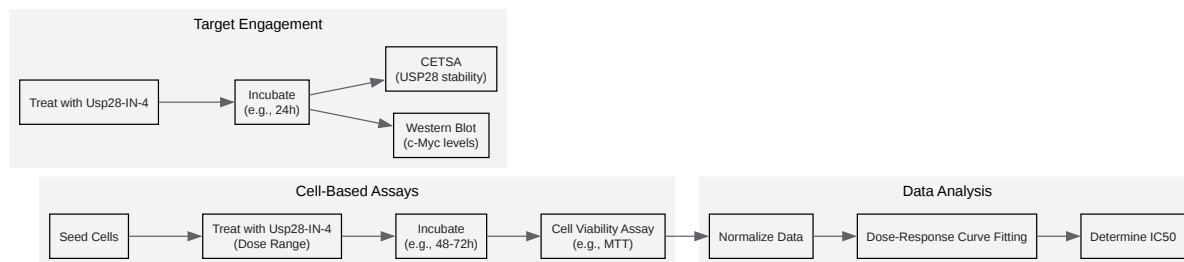 Target Engagement
Treat with Usp28-IN-4
Incubate
(e.g., 24h)
CETSA
(USP28 stability)
Western Blot
(c-Myc levels)
Cell-Based Assays
Seed Cells
Treat with Usp28-IN-4
(Dose Range)
Incubate
(e.g., 48-72h)
Cell Viability Assay
(e.g., MTT)
Data Analysis
Normalize Data
Dose-Response Curve Fitting
Determine IC50